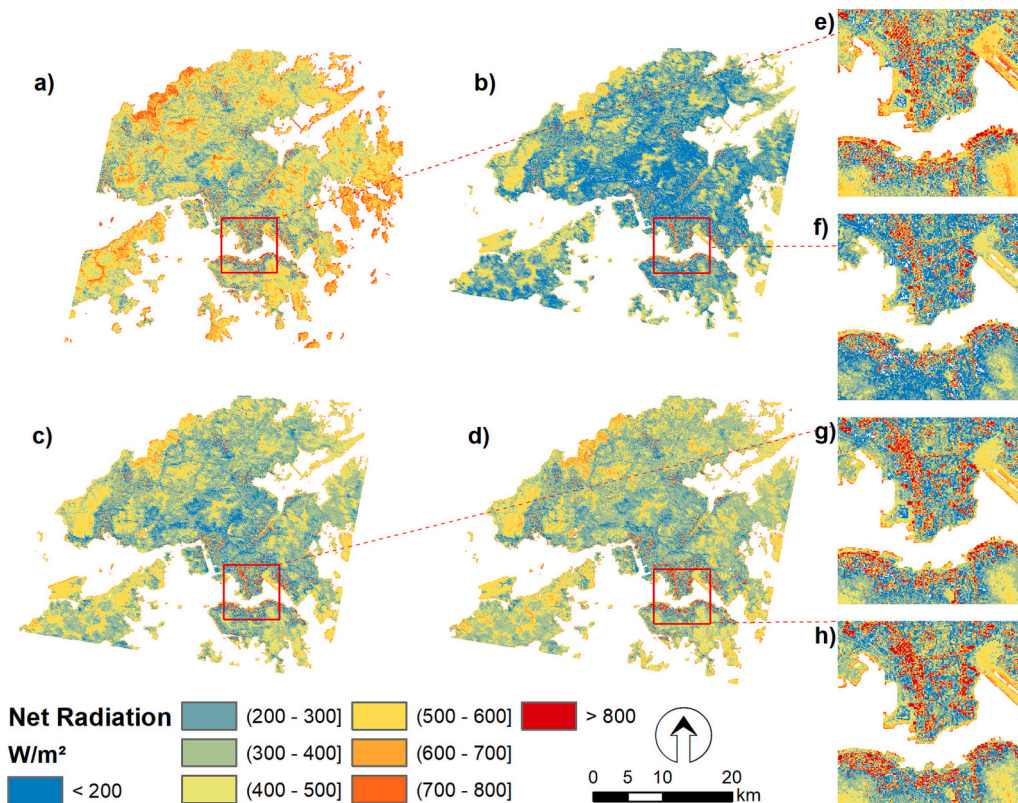 a)
b)
e)
f)
c)
d)
g)
h)
Net Radiation
W/m²
< 200
(200 - 300]
(300 - 400]
(400 - 500]
(500 - 600]
(600 - 700]
(700 - 800]
> 800
0 5 10 20
km